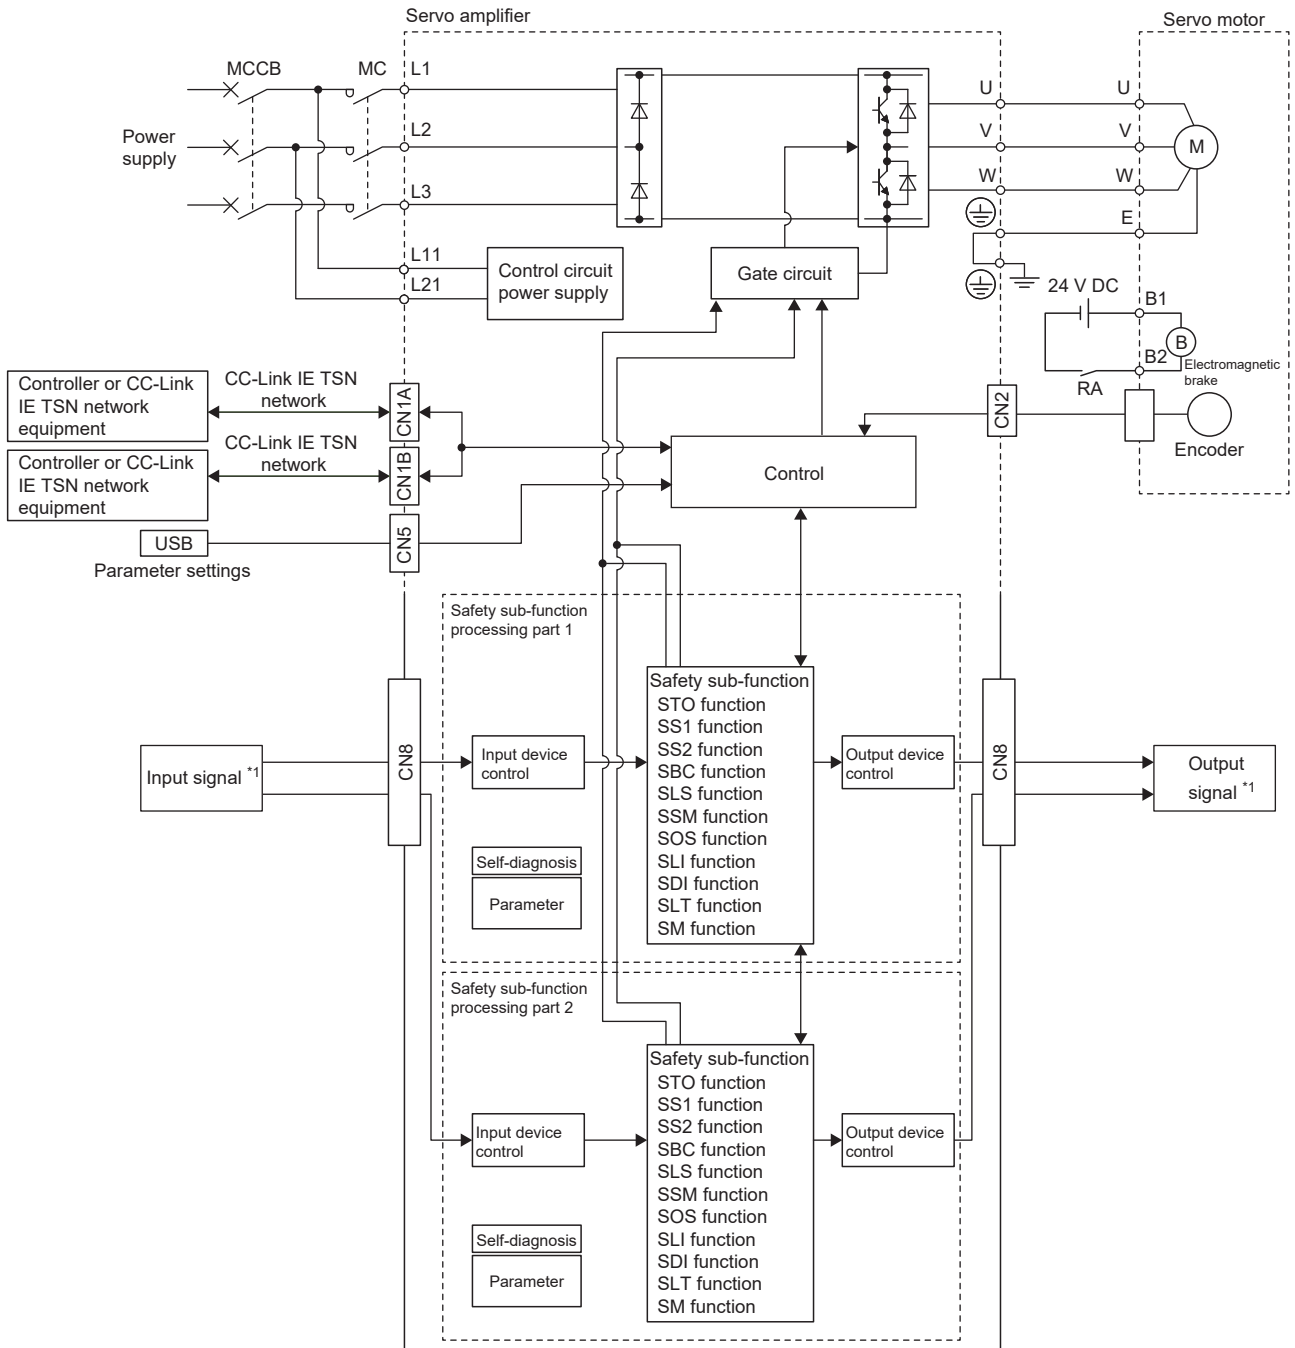 Servo amplifier
Servo motor
MCCB
MC
L1
L2
L3
Power
supply
U
V
W
U
V
W
E
M
L11
L21
Control circuit
power supply
Gate circuit
24 V DC
B1
B2
B
RA
Electromagnetic
brake
Encoder
Controller or CC-Link
IE TSN network
equipment
CC-Link IE TSN
network
CN1A
Controller or CC-Link
IE TSN network
equipment
CC-Link IE TSN
network
CN1B
CN2
Control
USB
CN5
Parameter settings
Safety sub-function
processing part 1
Input signal *1
CN8
Input device
control
Self-diagnosis
Parameter
Safety sub-function
STO function
SS1 function
SS2 function
SBC function
SLS function
SSM function
SOS function
SLI function
SDI function
SLT function
SM function
Output device
control
CN8
Output
signal *1
Safety sub-function
processing part 2
Input device
control
Self-diagnosis
Parameter
Safety sub-function
STO function
SS1 function
SS2 function
SBC function
SLS function
SSM function
SOS function
SLI function
SDI function
SLT function
SM function
Output device
control